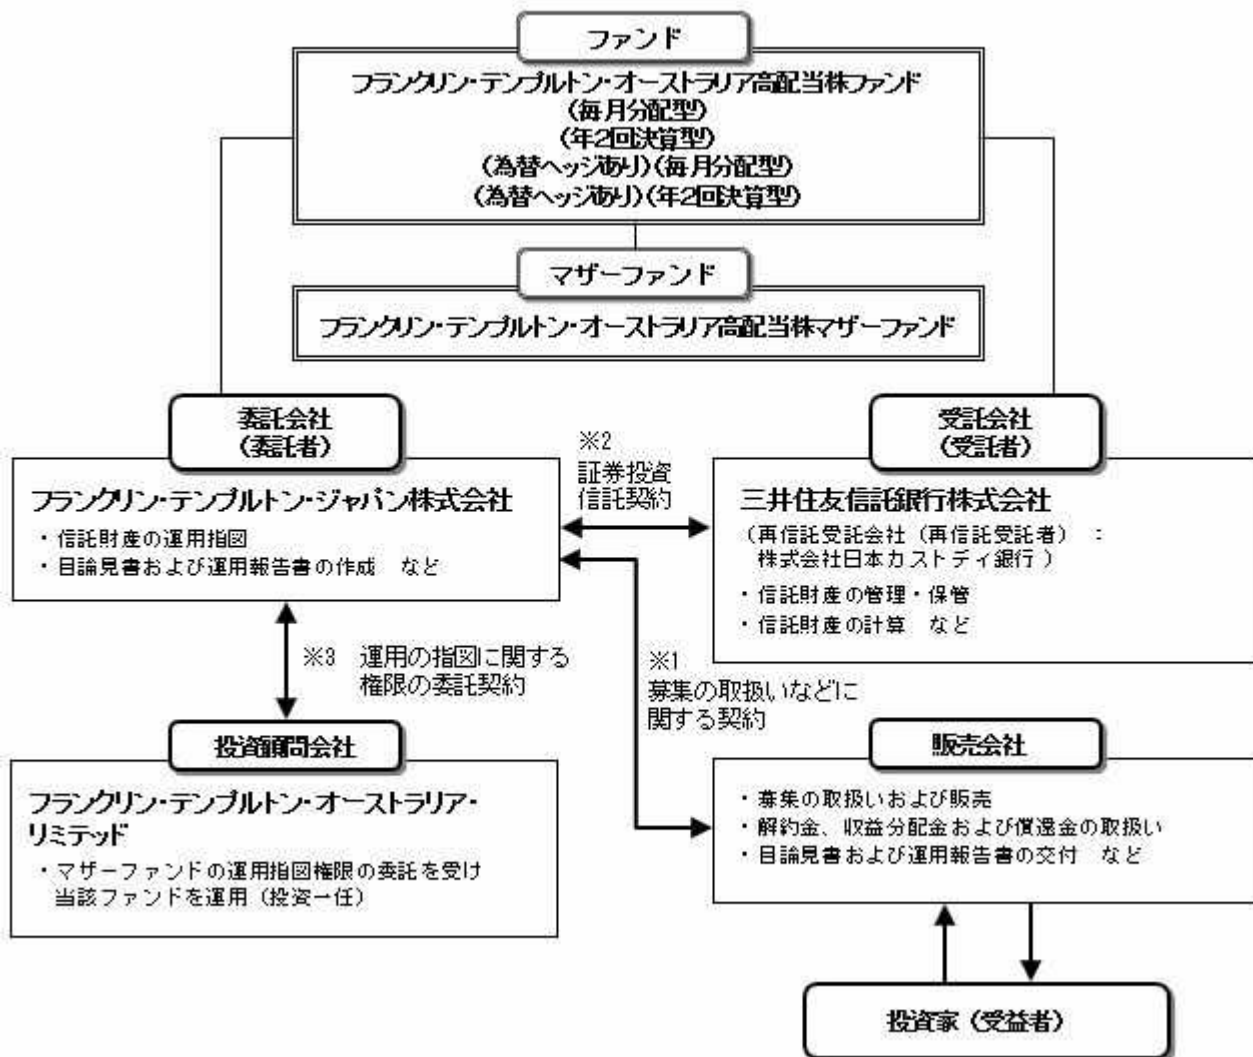 ファンド
フランクリン・テンプルトン・オーストラリア高配当株ファンド
(毎月分配型)
(年2回決算型)
(為替ヘッジあり)(毎月分配型)
(為替ヘッジあり)(年2回決算型)
マザーファンド
フランクリン・テンプルトン・オーストラリア高配当株マザーファンド
委託会社
(委託者)
フランクリン・テンプルトン・ジャパン株式会社
・信託財産の運用指図
・目論見書および運用報告書の作成 など
※2
証券投資
信託契約
受託会社
(受託者)
三井住友信託銀行株式会社
(再信託受託会社(再信託受託者) :
株式会社日本カストディ銀行)
・信託財産の管理・保管
・信託財産の計算 など
※3 運用の指図に関する
権限の委託契約
※1
募集の取扱いなどに
関する契約
投資顧問会社
フランクリン・テンプルトン・オーストラリア・
リミテッド
・マザーファンドの運用指図権限の委託を受け
当該ファンドを運用(投資一任)
販売会社
・募集の取扱いおよび販売
・解約金、収益分配金および償還金の取扱い
・目論見書および運用報告書の交付 など
投資家(受益者)